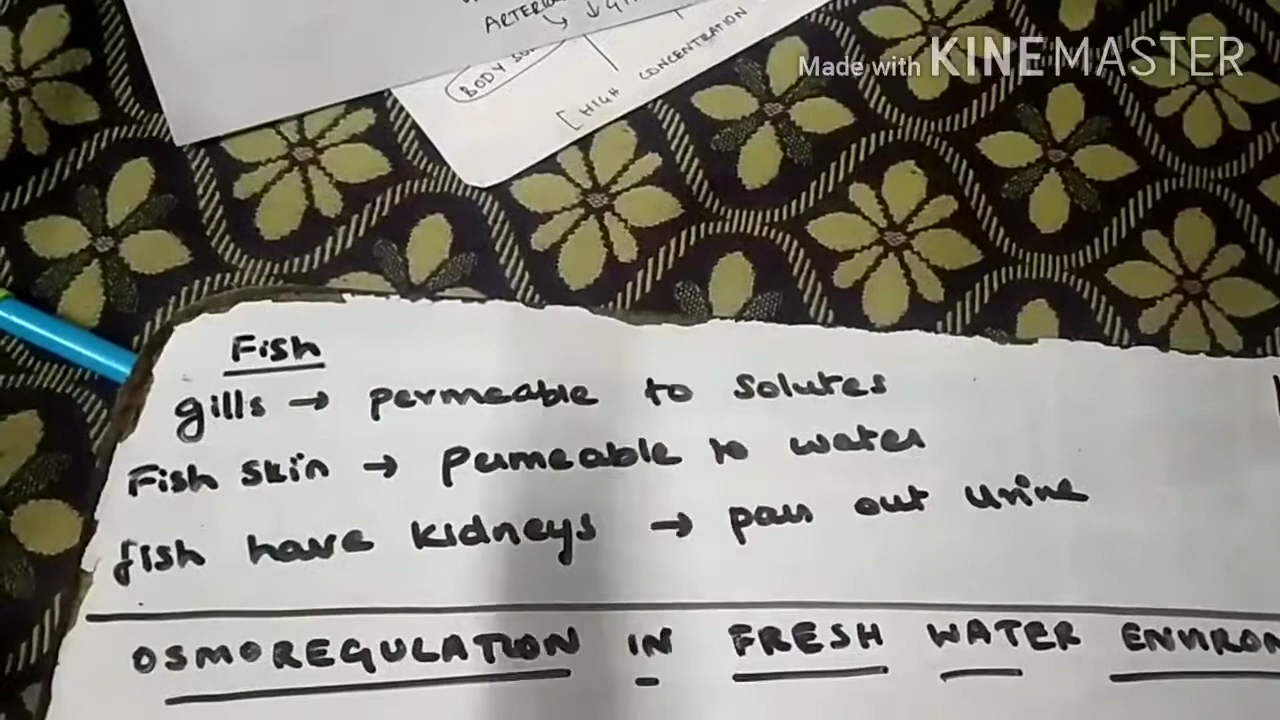 Made with KINEMASTER
BODY
CONCENTRATION
[HIGH
Fish
gills → permeable to solutes
Fish skin → permeable to water
fish have kidneys → pass out urine
OSMOREGULATION IN FRESH WATER ENVIRON